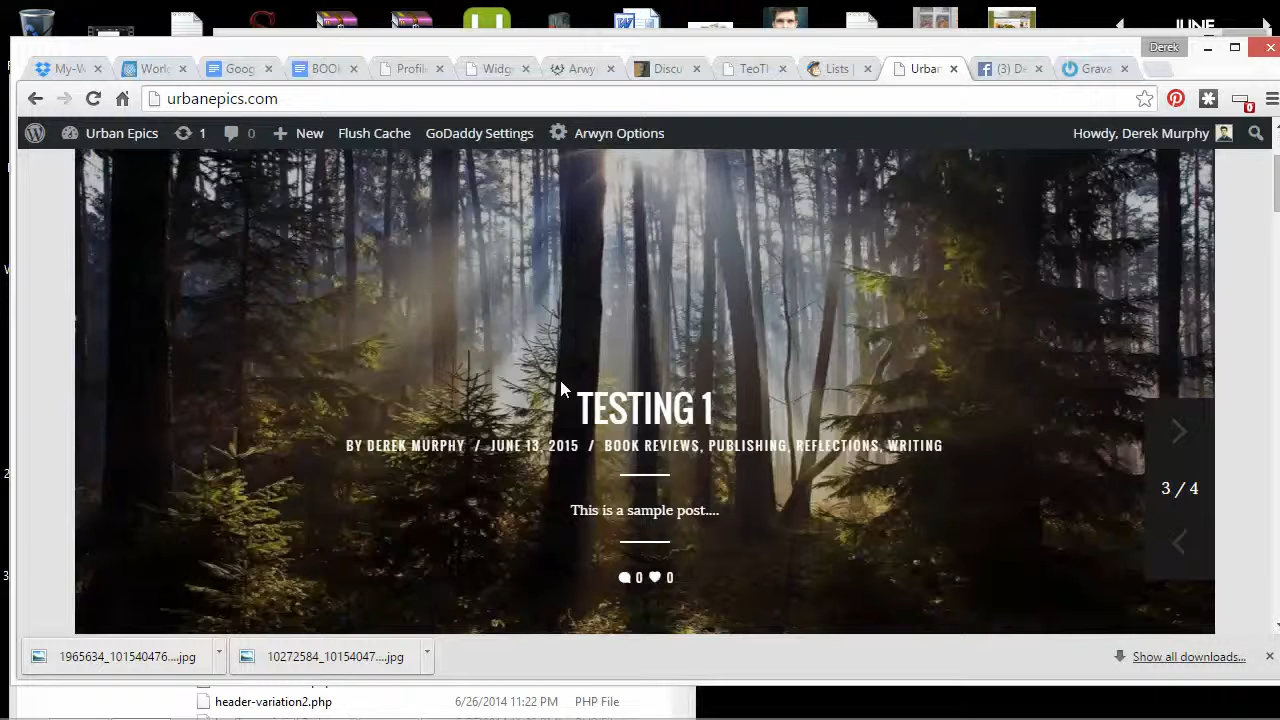 JUNE
Derek
My-W
Work
Goog
BOOK
Profile
Widg
Arwy
Discu
TeoTh
Lists |
Urban
(3) De
Grava
urbanepics.com
0
Urban Epics
1
0
New
Flush Cache
GoDaddy Settings
Arwyn Options
Howdy, Derek Murphy
TESTING 1
BY DEREK MURPHY / JUNE 13, 2015 / BOOK REVIEWS, PUBLISHING, REFLECTIONS, WRITING
3 / 4
This is a sample post....
0 0
1965634_101540476....jpg
10272584_10154047....jpg
Show all downloads...
header-variation2.php
6/26/2014 11:22 PM
PHP File